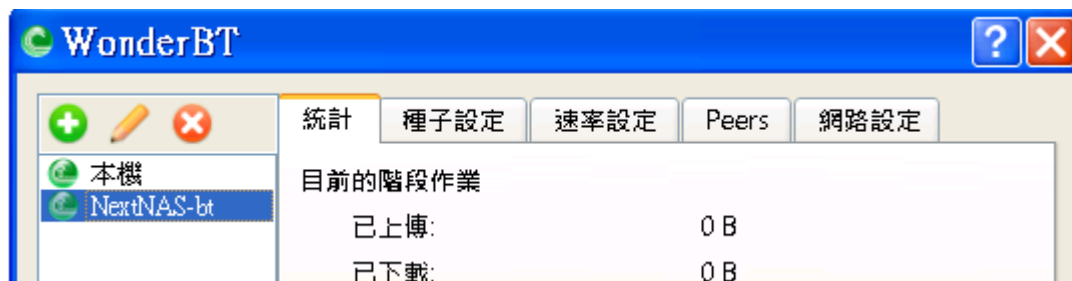 WonderBT
統計 種子設定 速率設定 Peers 網路設定
本機
NextNAS-bt
目前的階段作業
已上傳: 0 B
已下載: 0 B